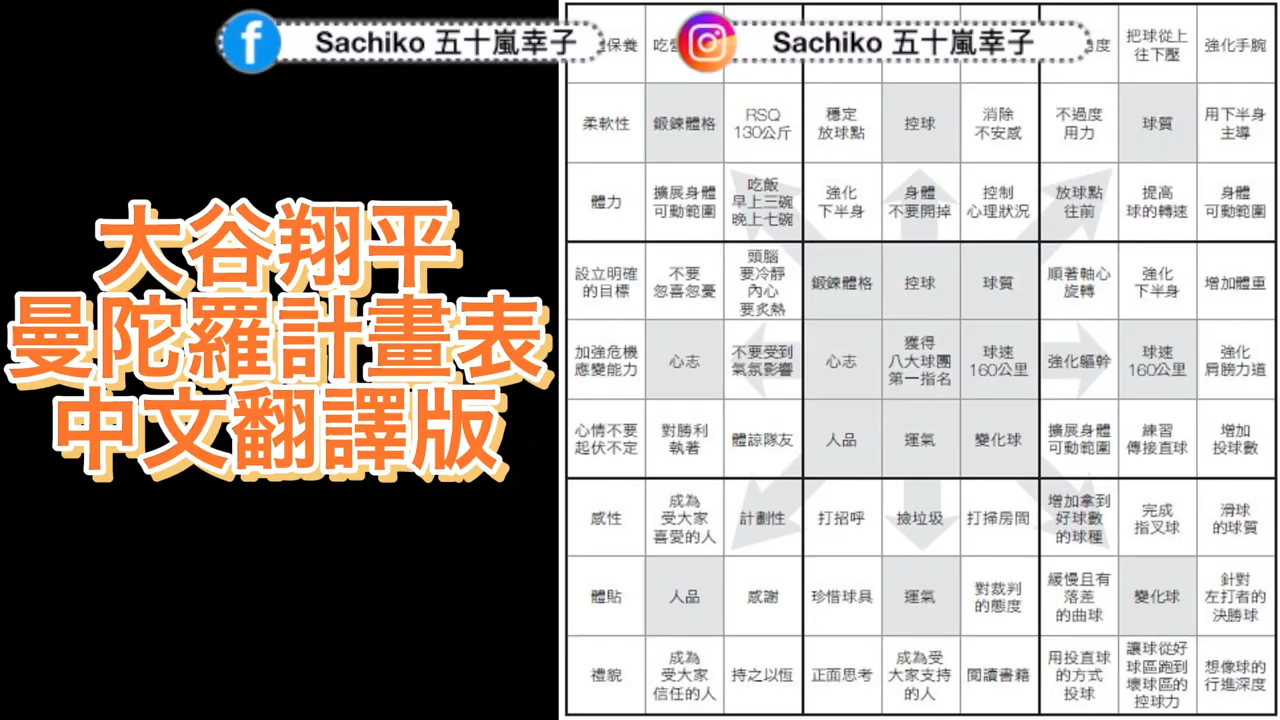 Sachiko 五十嵐幸子
Sachiko 五十嵐幸子
大谷翔平
曼陀羅計畫表
中文翻譯版
保養
吃
度
把球從上
往下壓
強化手腕
柔軟性
鍛鍊體格
RSQ
130公斤
穩定
放球點
控球
消除
不安感
不過度
用力
球質
用下半身
主導
體力
擴展身體
可動範圍
吃飯
早上三碗
晚上七碗
強化
下半身
身體
不要開掉
控制
心理狀況
放球點
往前
提高
球的轉速
身體
可動範圍
設立明確
的目標
不要
忽喜忽憂
頭腦
要冷靜
內心
要炙熱
鍛鍊體格
控球
球質
順著軸心
旋轉
強化
下半身
增加體重
加強危機
應變能力
心志
不要受到
氣氛影響
心志
獲得
八大球團
第一指名
球速
160公里
強化軀幹
球速
160公里
強化
肩膀力道
心情不要
起伏不定
對勝利
執著
體諒隊友
人品
運氣
變化球
擴展身體
可動範圍
練習
傳接直球
增加
投球數
感性
成為
受大家
喜愛的人
計劃性
打招呼
撿垃圾
打掃房間
增加拿到
好球數
的球種
完成
指叉球
滑球
的球質
體貼
人品
感謝
珍惜球具
運氣
對裁判
的態度
緩慢且有
落差
的曲球
變化球
針對
左打者的
決勝球
禮貌
成為
受大家
信任的人
持之以恆
正面思考
成為受
大家支持
的人
閱讀書籍
用投直球
的方式
投球
讓球從好
球區跑到
壞球區的
控球力
想像球的
行進深度